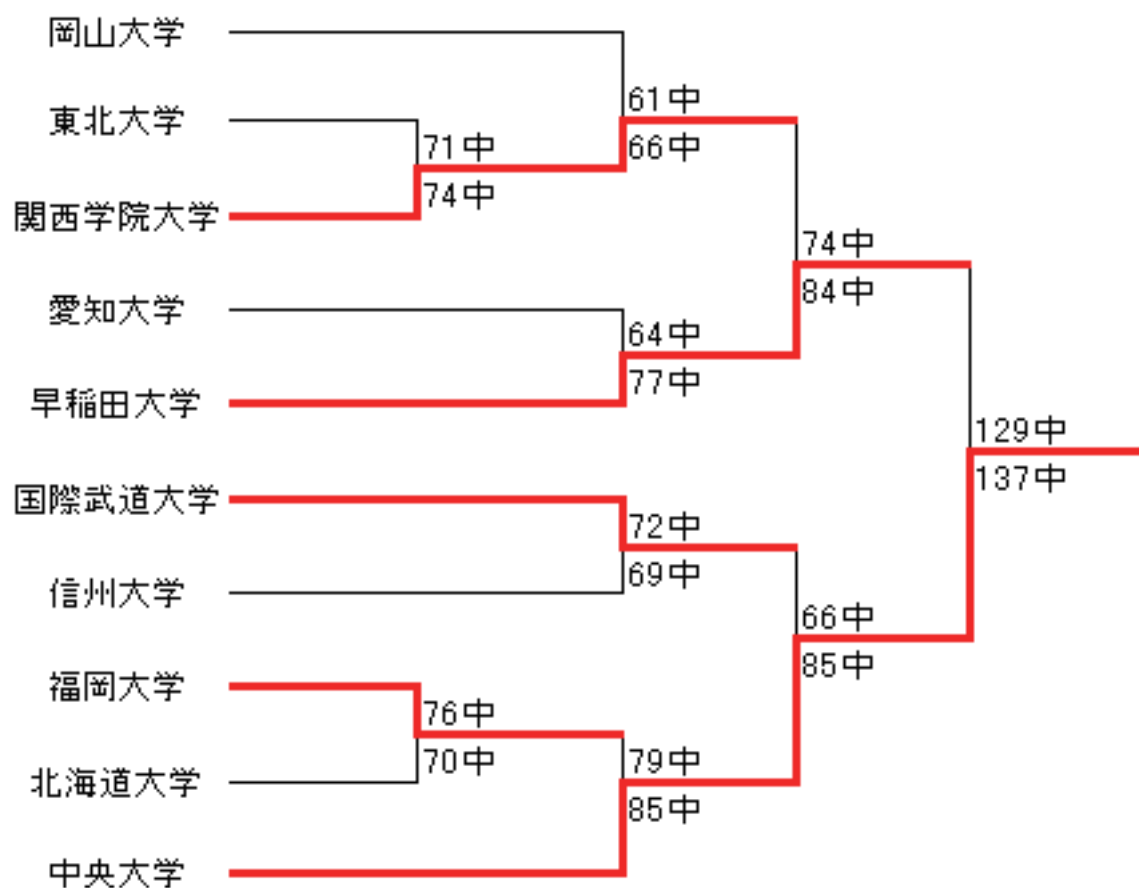 岡山大学
61中
東北大学
71中
66中
74中
関西学院大学
74中
84中
愛知大学
64中
77中
早稲田大学
129中
137中
国際武道大学
72中
69中
信州大学
66中
85中
福岡大学
76中
70中
79中
北海道大学
85中
中央大学